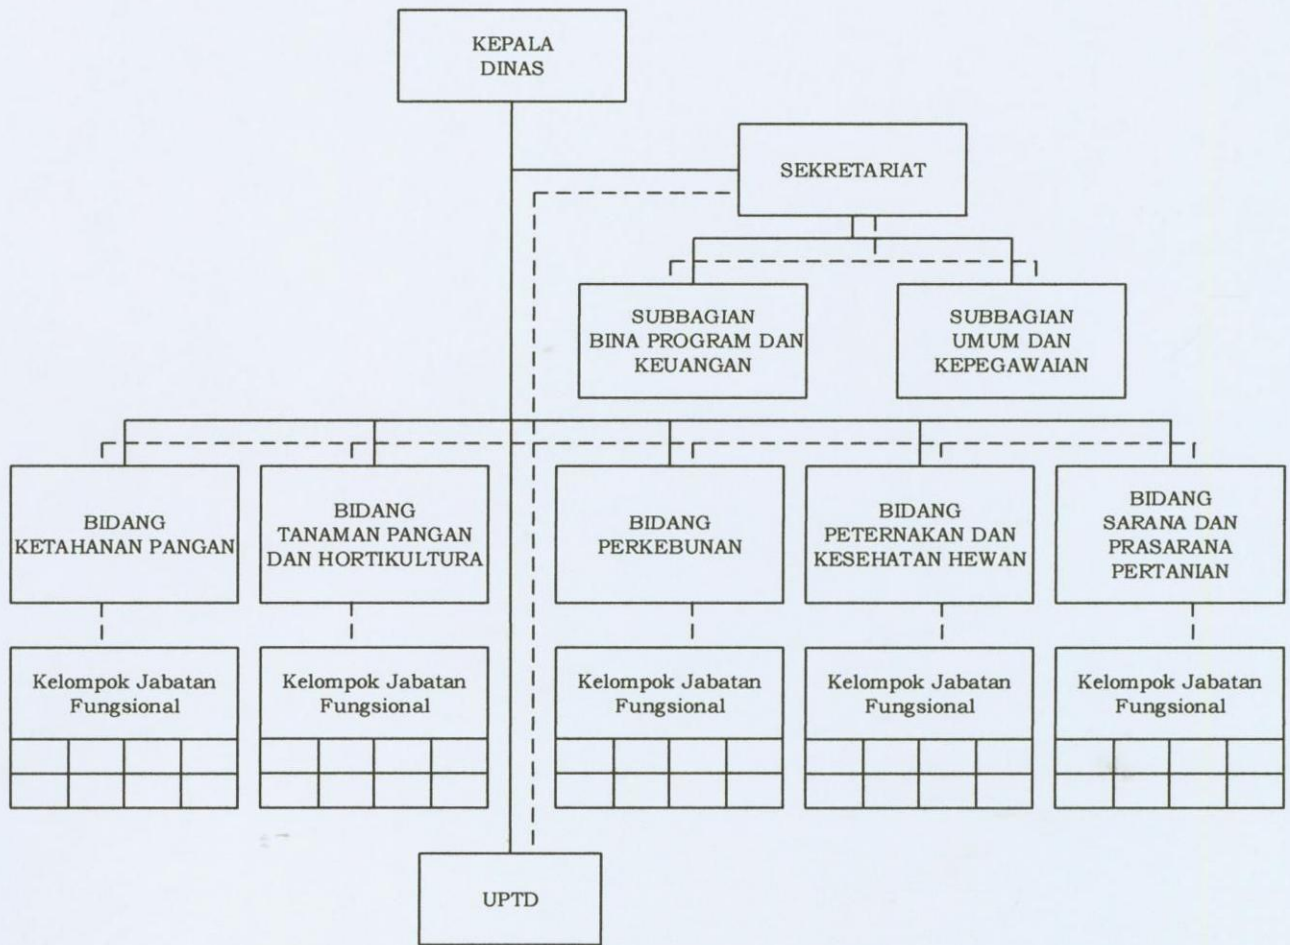 KEPALA
DINAS
SEKRETARIAT
SUBBAGIAN
BINA PROGRAM DAN
KEUANGAN
SUBBAGIAN
UMUM DAN
KEPEGAWAIAN
BIDANG
KETAHANAN PANGAN
BIDANG
TANAMAN PANGAN
DAN HORTIKULTURA
BIDANG
PERKEBUNAN
BIDANG
PETERNAKAN DAN
KESEHATAN HEWAN
BIDANG
SARANA DAN
PRASARANA
PERTANIAN
Kelompok Jabatan
Fungsional
Kelompok Jabatan
Fungsional
Kelompok Jabatan
Fungsional
Kelompok Jabatan
Fungsional
Kelompok Jabatan
Fungsional
UPTD